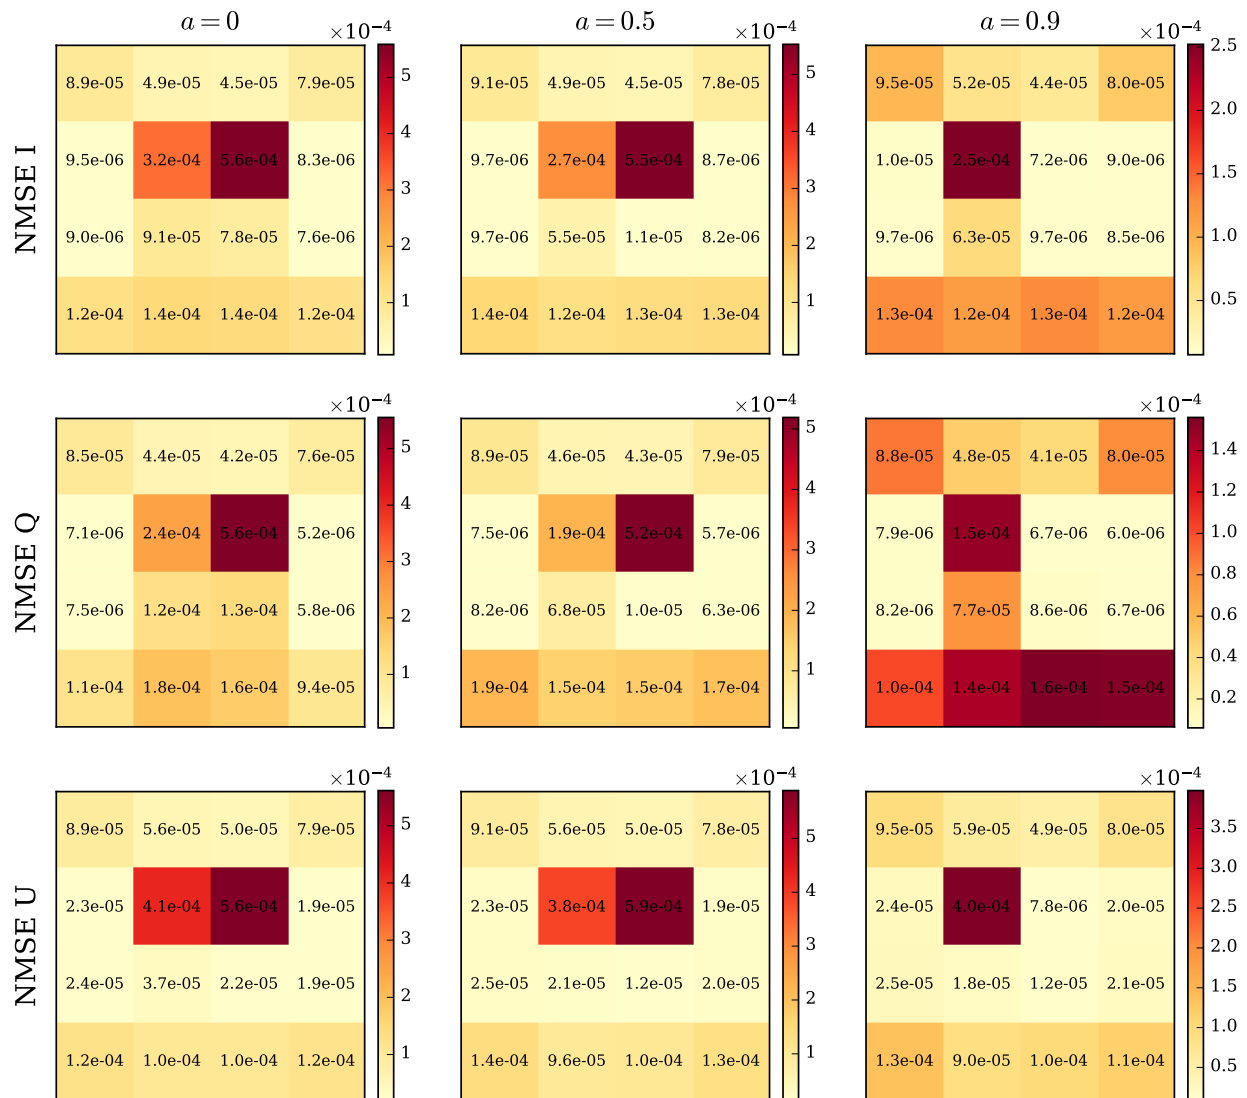 a = 0 a = 0.5 a = 0.9
×10⁻⁴ ×10⁻⁴ ×10⁻⁴
NMSE I
8.9e-05 4.9e-05 4.5e-05 7.9e-05
9.5e-06 3.2e-04 5.6e-04 8.3e-06
9.0e-06 9.1e-05 7.8e-05 7.6e-06
1.2e-04 1.4e-04 1.4e-04 1.2e-04
5
4
3
2
1
9.1e-05 4.9e-05 4.5e-05 7.8e-05
9.7e-06 2.7e-04 5.5e-04 8.7e-06
9.7e-06 5.5e-05 1.1e-05 8.2e-06
1.4e-04 1.2e-04 1.3e-04 1.3e-04
5
4
3
2
1
9.5e-05 5.2e-05 4.4e-05 8.0e-05
1.0e-05 2.5e-04 7.2e-06 9.0e-06
9.7e-06 6.3e-05 9.7e-06 8.5e-06
1.3e-04 1.2e-04 1.3e-04 1.2e-04
2.5
2.0
1.5
1.0
0.5
×10⁻⁴ ×10⁻⁴ ×10⁻⁴
NMSE Q
8.5e-05 4.4e-05 4.2e-05 7.6e-05
7.1e-06 2.4e-04 5.6e-04 5.2e-06
7.5e-06 1.2e-04 1.3e-04 5.8e-06
1.1e-04 1.8e-04 1.6e-04 9.4e-05
5
4
3
2
1
8.9e-05 4.6e-05 4.3e-05 7.9e-05
7.5e-06 1.9e-04 5.2e-04 5.7e-06
8.2e-06 6.8e-05 1.0e-05 6.3e-06
1.9e-04 1.5e-04 1.5e-04 1.7e-04
5
4
3
2
1
8.8e-05 4.8e-05 4.1e-05 8.0e-05
7.9e-06 1.5e-04 6.7e-06 6.0e-06
8.2e-06 7.7e-05 8.6e-06 6.7e-06
1.0e-04 1.4e-04 1.6e-04 1.5e-04
1.4
1.2
1.0
0.8
0.6
0.4
0.2
×10⁻⁴ ×10⁻⁴ ×10⁻⁴
NMSE U
8.9e-05 5.6e-05 5.0e-05 7.9e-05
2.3e-05 4.1e-04 5.6e-04 1.9e-05
2.4e-05 3.7e-05 2.2e-05 1.9e-05
1.2e-04 1.0e-04 1.0e-04 1.2e-04
5
4
3
2
1
9.1e-05 5.6e-05 5.0e-05 7.8e-05
2.3e-05 3.8e-04 5.9e-04 1.9e-05
2.5e-05 2.1e-05 1.2e-05 2.0e-05
1.4e-04 9.6e-05 1.0e-04 1.3e-04
5
4
3
2
1
9.5e-05 5.9e-05 4.9e-05 8.0e-05
2.4e-05 4.0e-04 7.8e-06 2.0e-05
2.5e-05 1.8e-05 1.2e-05 2.1e-05
1.3e-04 9.0e-05 1.0e-04 1.1e-04
3.5
3.0
2.5
2.0
1.5
1.0
0.5